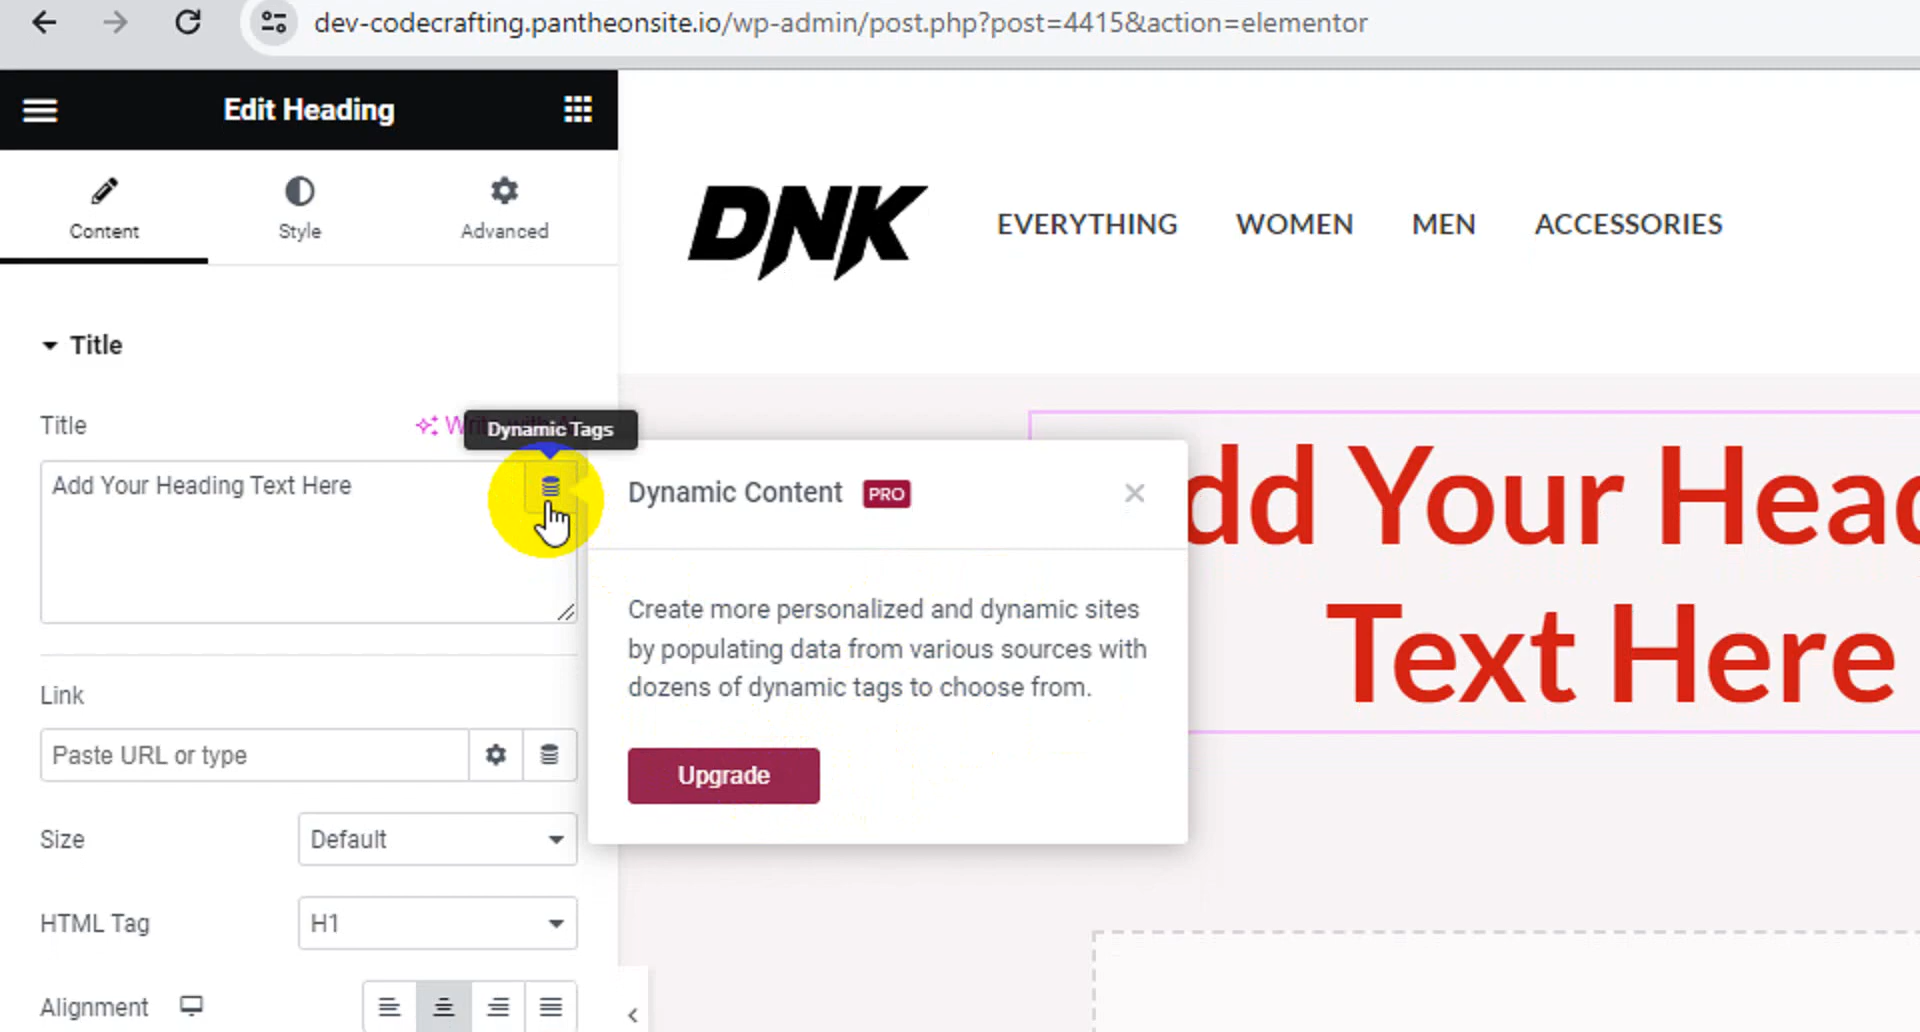 dev-codecrafting.pantheonsite.io/wp-admin/post.php?post=4415&action=elementor
Edit Heading
Content
Style
Advanced
DNK
EVERYTHING
WOMEN
MEN
ACCESSORIES
Title
Title
Dynamic Tags
Add Your Heading Text Here
Dynamic Content PRO
Create more personalized and dynamic sites
by populating data from various sources with
dozens of dynamic tags to choose from.
Upgrade
dd Your Head
Text Here
Link
Paste URL or type
Size
Default
HTML Tag
H1
Alignment